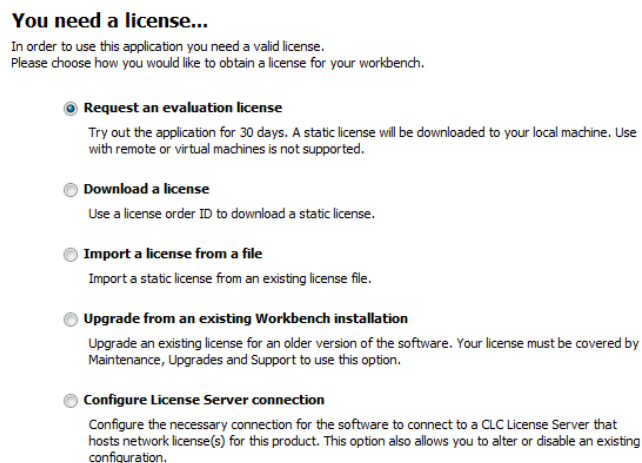 You need a license...
In order to use this application you need a valid license.
Please choose how you would like to obtain a license for your workbench.
Request an evaluation license
Try out the application for 30 days. A static license will be downloaded to your local machine. Use
with remote or virtual machines is not supported.
Download a license
Use a license order ID to download a static license.
Import a license from a file
Import a static license from an existing license file.
Upgrade from an existing Workbench installation
Upgrade an existing license for an older version of the software. Your license must be covered by
Maintenance, Upgrades and Support to use this option.
Configure License Server connection
Configure the necessary connection for the software to connect to a CLC License Server that
hosts network license(s) for this product. This option also allows you to alter or disable an existing
configuration.